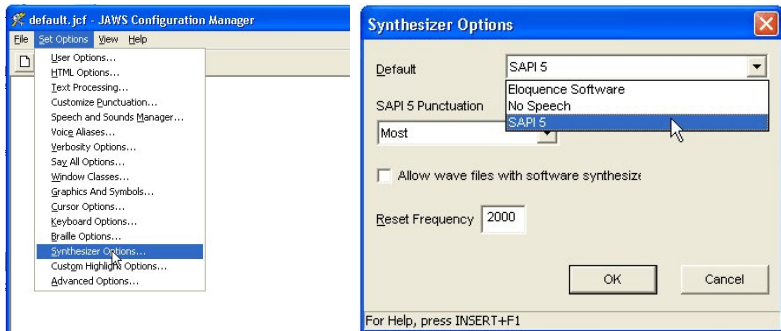 default.jcf - JAWS Configuration Manager
File Set Options View Help
User Options...
HTML Options...
Text Processing...
Customize Punctuation...
Speech and Sounds Manager...
Voice Aliases...
Verbosity Options...
Say All Options...
Window Classes...
Graphics And Symbols...
Cursor Options...
Keyboard Options...
Braille Options...
Synthesizer Options...
Custom Highlight Options...
Advanced Options...
Synthesizer Options
Default SAPI 5
Eloquence Software
No Speech
SAPI 5
SAPI 5 Punctuation
Most
Allow wave files with software synthesize
Reset Frequency 2000
OK Cancel
For Help, press INSERT+F1